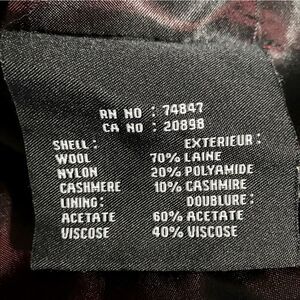 RN NO : 74847
CA NO : 20898
SHELL : EXTERIEUR :
WOOL 70% LAINE
NYLON 20% POLYAMIDE
CASHMERE 10% CASHMIRE
LINING : DOUBLURE :
ACETATE 60% ACETATE
VISCOSE 40% VISCOSE